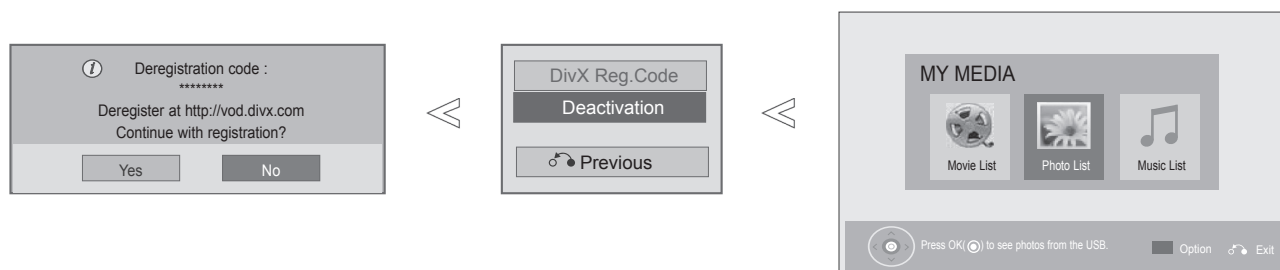 Deregistration code :
********
Deregister at http://vod.divx.com
Continue with registration?
Yes
No
DivX Reg.Code
Deactivation
Previous
MY MEDIA
Movie List
Photo List
Music List
Press OK(◉) to see photos from the USB.
Option
Exit